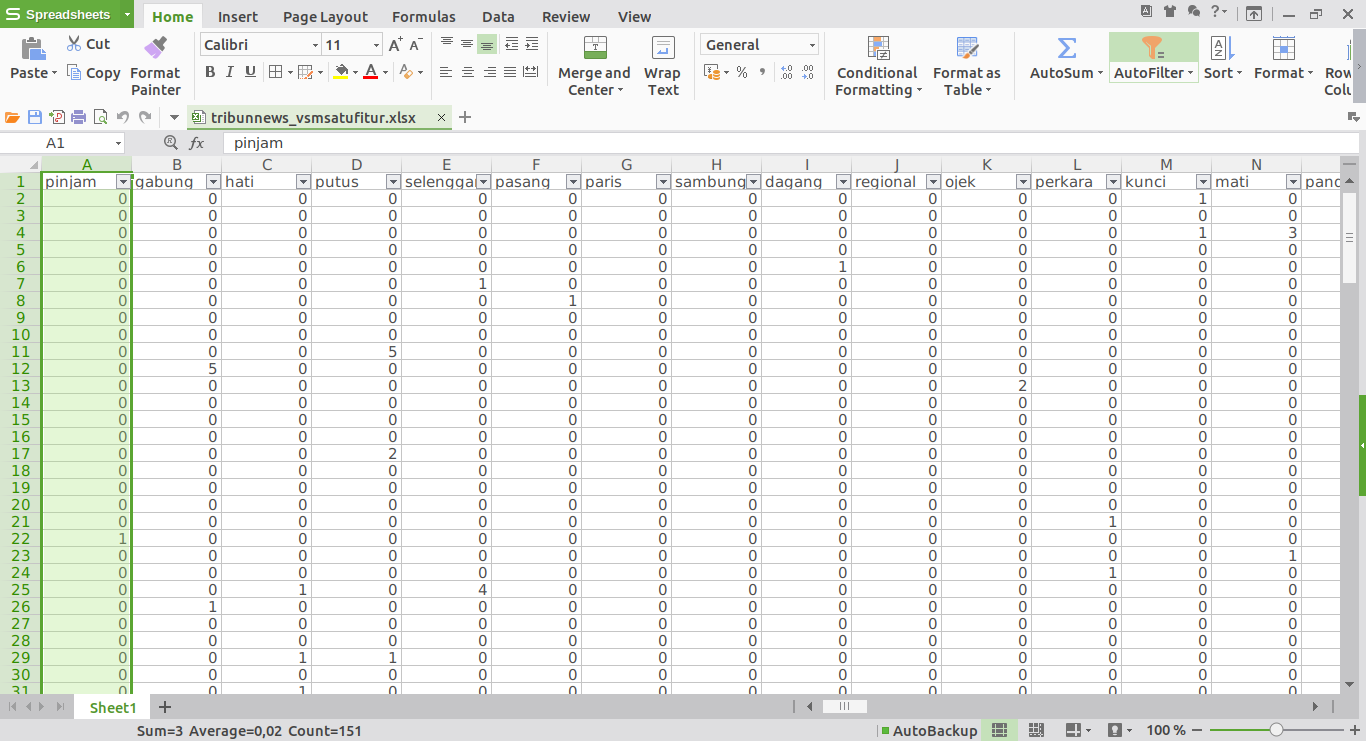 S Spreadsheets Home Insert Page Layout Formulas Data Review View
Cut Calibri 11 A+ A- General
Paste Copy Format Painter B I U A Merge and Center Wrap Text % , .00 .0 Conditional Formatting Format as Table AutoSum AutoFilter Sort Format
tribunnews_vsmsatufitur.xlsx
A1 fx pinjam
A B C D E F G H I J K L M N
1 pinjam gabung hati putus selengga pasang paris sambung dagang regional ojek perkara kunci mati panc
2 0 0 0 0 0 0 0 0 0 0 0 0 1 0
3 0 0 0 0 0 0 0 0 0 0 0 0 0 0
4 0 0 0 0 0 0 0 0 0 0 0 0 1 3
5 0 0 0 0 0 0 0 0 0 0 0 0 0 0
6 0 0 0 0 0 0 0 0 1 0 0 0 0 0
7 0 0 0 0 1 0 0 0 0 0 0 0 0 0
8 0 0 0 0 0 1 0 0 0 0 0 0 0 0
9 0 0 0 0 0 0 0 0 0 0 0 0 0 0
10 0 0 0 0 0 0 0 0 0 0 0 0 0 0
11 0 0 0 5 0 0 0 0 0 0 0 0 0 0
12 0 5 0 0 0 0 0 0 0 0 0 0 0 0
13 0 0 0 0 0 0 0 0 0 0 2 0 0 0
14 0 0 0 0 0 0 0 0 0 0 0 0 0 0
15 0 0 0 0 0 0 0 0 0 0 0 0 0 0
16 0 0 0 0 0 0 0 0 0 0 0 0 0 0
17 0 0 0 2 0 0 0 0 0 0 0 0 0 0
18 0 0 0 0 0 0 0 0 0 0 0 0 0 0
19 0 0 0 0 0 0 0 0 0 0 0 0 0 0
20 0 0 0 0 0 0 0 0 0 0 0 0 0 0
21 0 0 0 0 0 0 0 0 0 0 0 1 0 0
22 1 0 0 0 0 0 0 0 0 0 0 0 0 0
23 0 0 0 0 0 0 0 0 0 0 0 0 0 1
24 0 0 0 0 0 0 0 0 0 0 0 1 0 0
25 0 0 1 0 4 0 0 0 0 0 0 0 0 0
26 0 1 0 0 0 0 0 0 0 0 0 0 0 0
27 0 0 0 0 0 0 0 0 0 0 0 0 0 0
28 0 0 0 0 0 0 0 0 0 0 0 0 0 0
29 0 0 1 1 0 0 0 0 0 0 0 0 0 0
30 0 0 0 0 0 0 0 0 0 0 0 0 0 0
31 0 0 1 0 0 0 0 0 0 0 0 0 0 0
Sheet1
Sum=3 Average=0,02 Count=151 AutoBackup 100 %